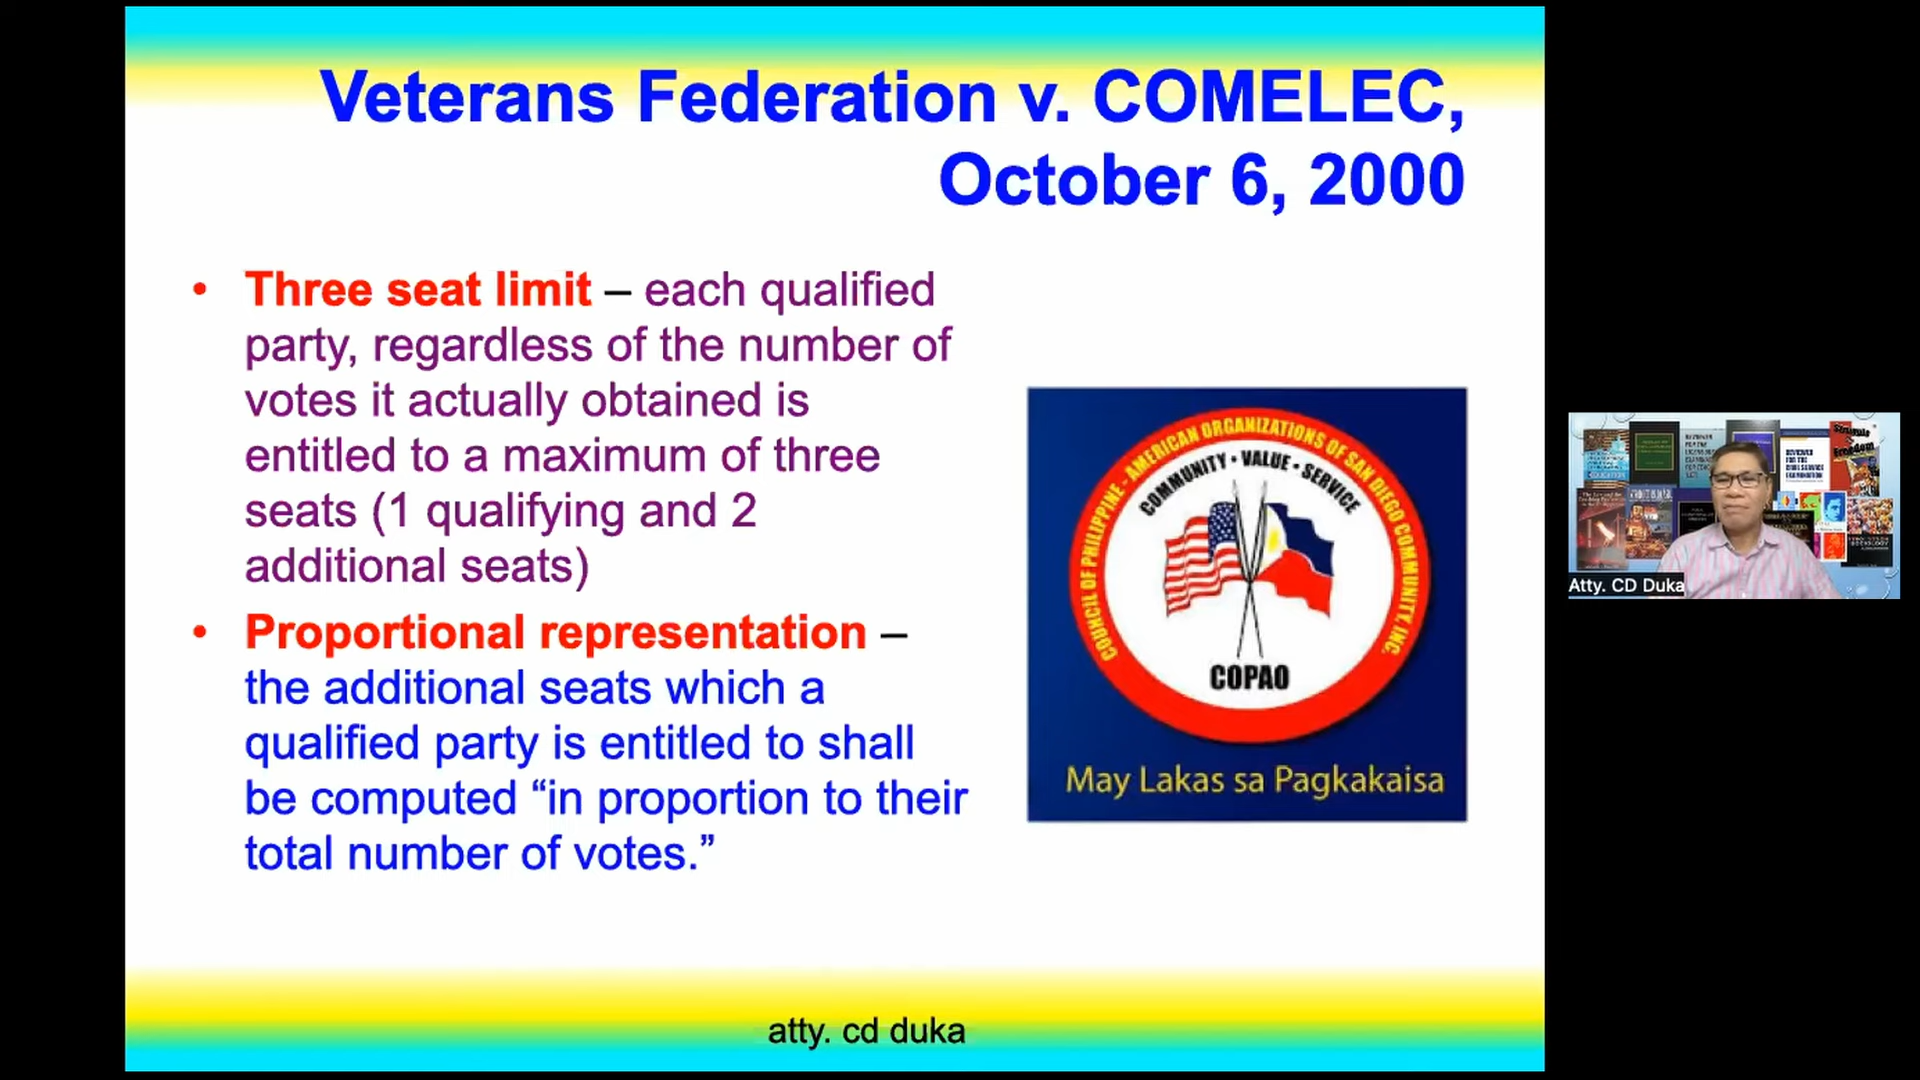 Veterans Federation v. COMELEC,
October 6, 2000
• Three seat limit – each qualified
party, regardless of the number of
votes it actually obtained is
entitled to a maximum of three
seats (1 qualifying and 2
additional seats)
• Proportional representation –
the additional seats which a
qualified party is entitled to shall
be computed “in proportion to their
total number of votes.”
COUNCIL OF PHILIPPINE - AMERICAN ORGANIZATIONS OF SAN DIEGO COMMUNITY, INC.
COMMUNITY • VALUE • SERVICE
COPAO
May Lakas sa Pagkakaisa
atty. cd duka
Atty. CD Duka